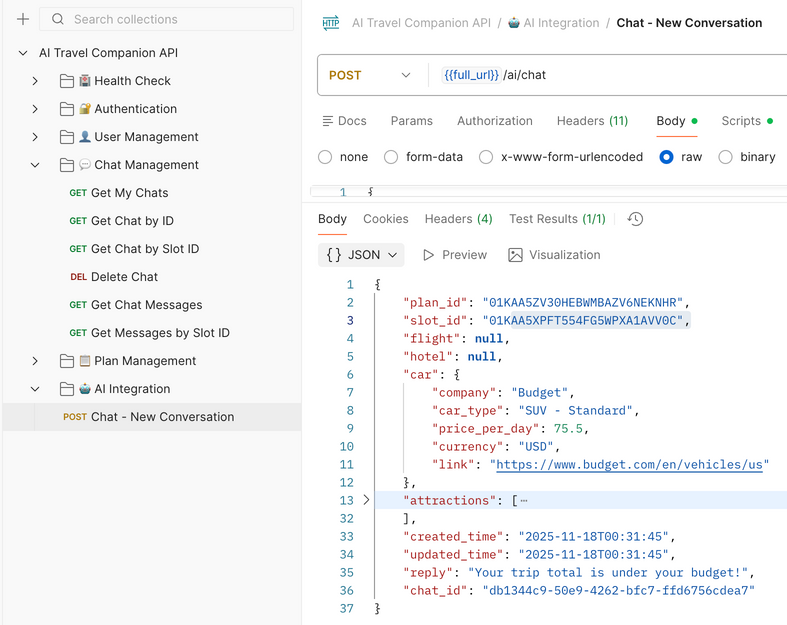 Search collections
AI Travel Companion API
🏥 Health Check
🔐 Authentication
👤 User Management
💬 Chat Management
GET Get My Chats
GET Get Chat by ID
GET Get Chat by Slot ID
DEL Delete Chat
GET Get Chat Messages
GET Get Messages by Slot ID
📋 Plan Management
🤖 AI Integration
POST Chat - New Conversation
HTTP AI Travel Companion API / 🤖 AI Integration / Chat - New Conversation
POST {{full_url}} /ai/chat
Docs Params Authorization Headers (11) Body Scripts
none form-data x-www-form-urlencoded raw binary
1 {
Body Cookies Headers (4) Test Results (1/1)
{} JSON Preview Visualization
1 {
2 "plan_id": "01KAA5ZV30HEBWMBAZV6NEKNHR",
3 "slot_id": "01KAA5XPFT554FG5WPXA1AVV0C",
4 "flight": null,
5 "hotel": null,
6 "car": {
7 "company": "Budget",
8 "car_type": "SUV - Standard",
9 "price_per_day": 75.5,
10 "currency": "USD",
11 "link": "https://www.budget.com/en/vehicles/us"
12 },
13 "attractions": [⋯
32 ],
33 "created_time": "2025-11-18T00:31:45",
34 "updated_time": "2025-11-18T00:31:45",
35 "reply": "Your trip total is under your budget!",
36 "chat_id": "db1344c9-50e9-4262-bfc7-ffd6756cdea7"
37 }